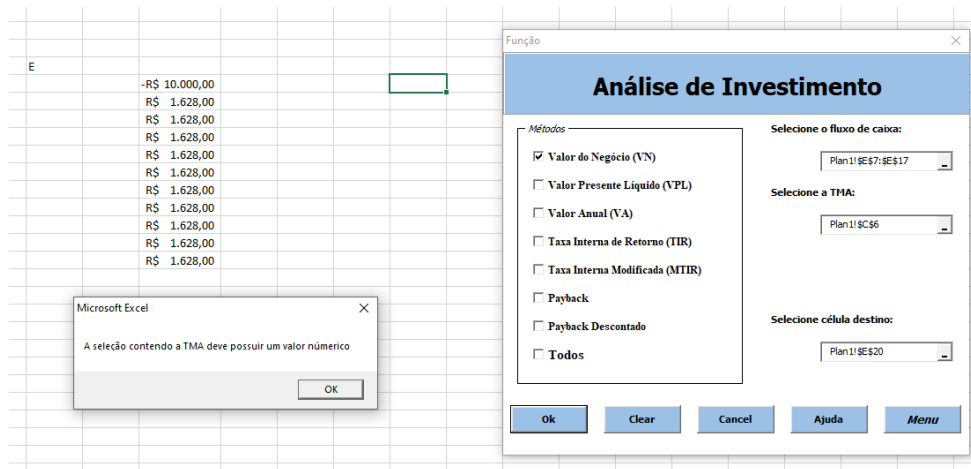 E
-R$ 10.000,00
R$ 1.628,00
R$ 1.628,00
R$ 1.628,00
R$ 1.628,00
R$ 1.628,00
R$ 1.628,00
R$ 1.628,00
R$ 1.628,00
R$ 1.628,00
R$ 1.628,00
Microsoft Excel
A seleção contendo a TMA deve possuir um valor númerico
OK
Função
Análise de Investimento
Métodos
Valor do Negócio (VN)
Valor Presente Líquido (VPL)
Valor Anual (VA)
Taxa Interna de Retorno (TIR)
Taxa Interna Modificada (MTIR)
Payback
Payback Descontado
Todos
Selecione o fluxo de caixa:
Plan1!$E$7:$E$17
Selecione a TMA:
Plan1!$C$6
Selecione célula destino:
Plan1!$E$20
Ok Clear Cancel Ajuda Menu